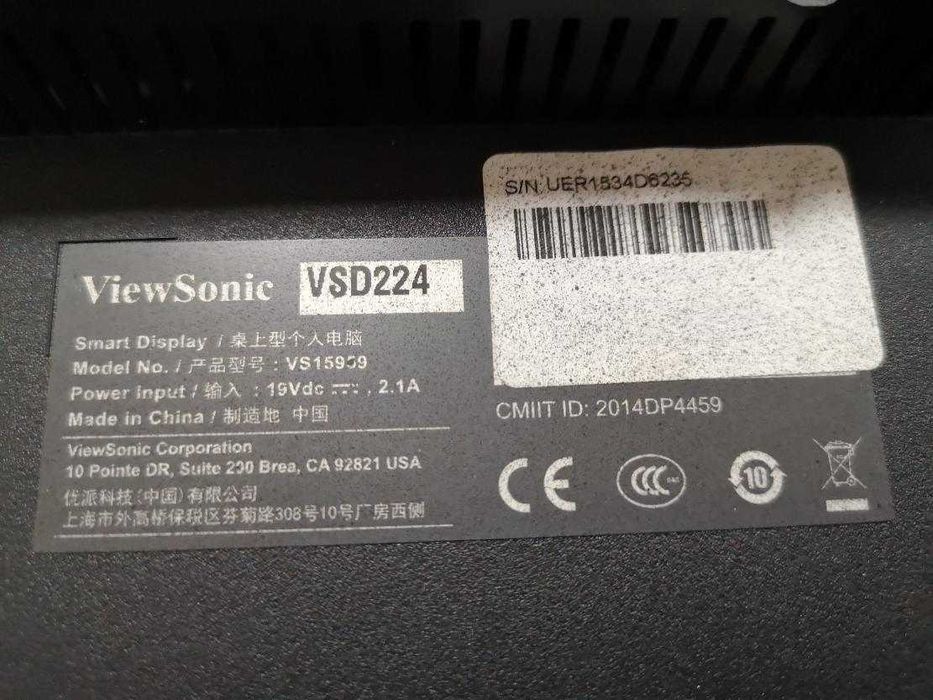 S/N: UER1834D6235
ViewSonic VSD224
Smart Display / 桌上型个人电脑
Model No. / 产品型号 : VS15959
Power Input / 输入 : 19Vdc ⎓ , 2.1A
Made in China / 制造地 中国
ViewSonic Corporation
10 Pointe DR, Suite 200 Brea, CA 92821 USA
优派科技(中国)有限公司
上海市外高桥保税区芬菊路308号10号厂房西侧
CMIIT ID: 2014DP4459
CE CCC 10